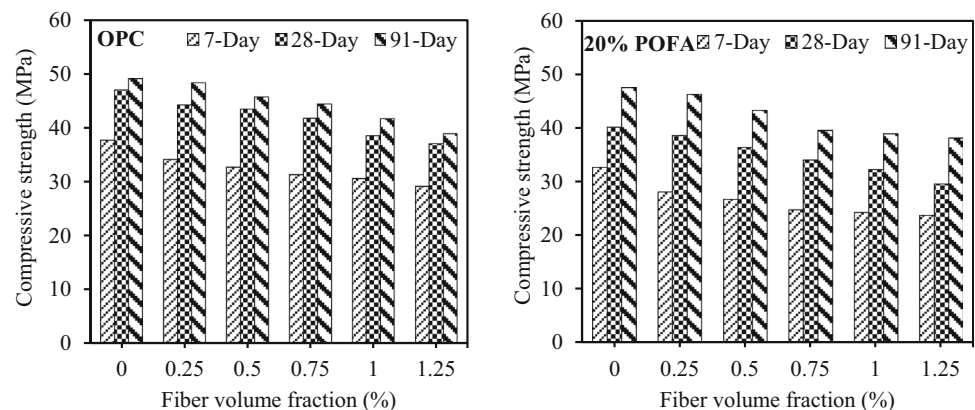 Compressive strength (MPa)
60
50
40
30
20
10
0
OPC 7-Day 28-Day 91-Day
0 0.25 0.5 0.75 1 1.25
Fiber volume fraction (%)
Compressive strength (MPa)
60
50
40
30
20
10
0
20% POFA 7-Day 28-Day 91-Day
0 0.25 0.5 0.75 1 1.25
Fiber volume fraction (%)